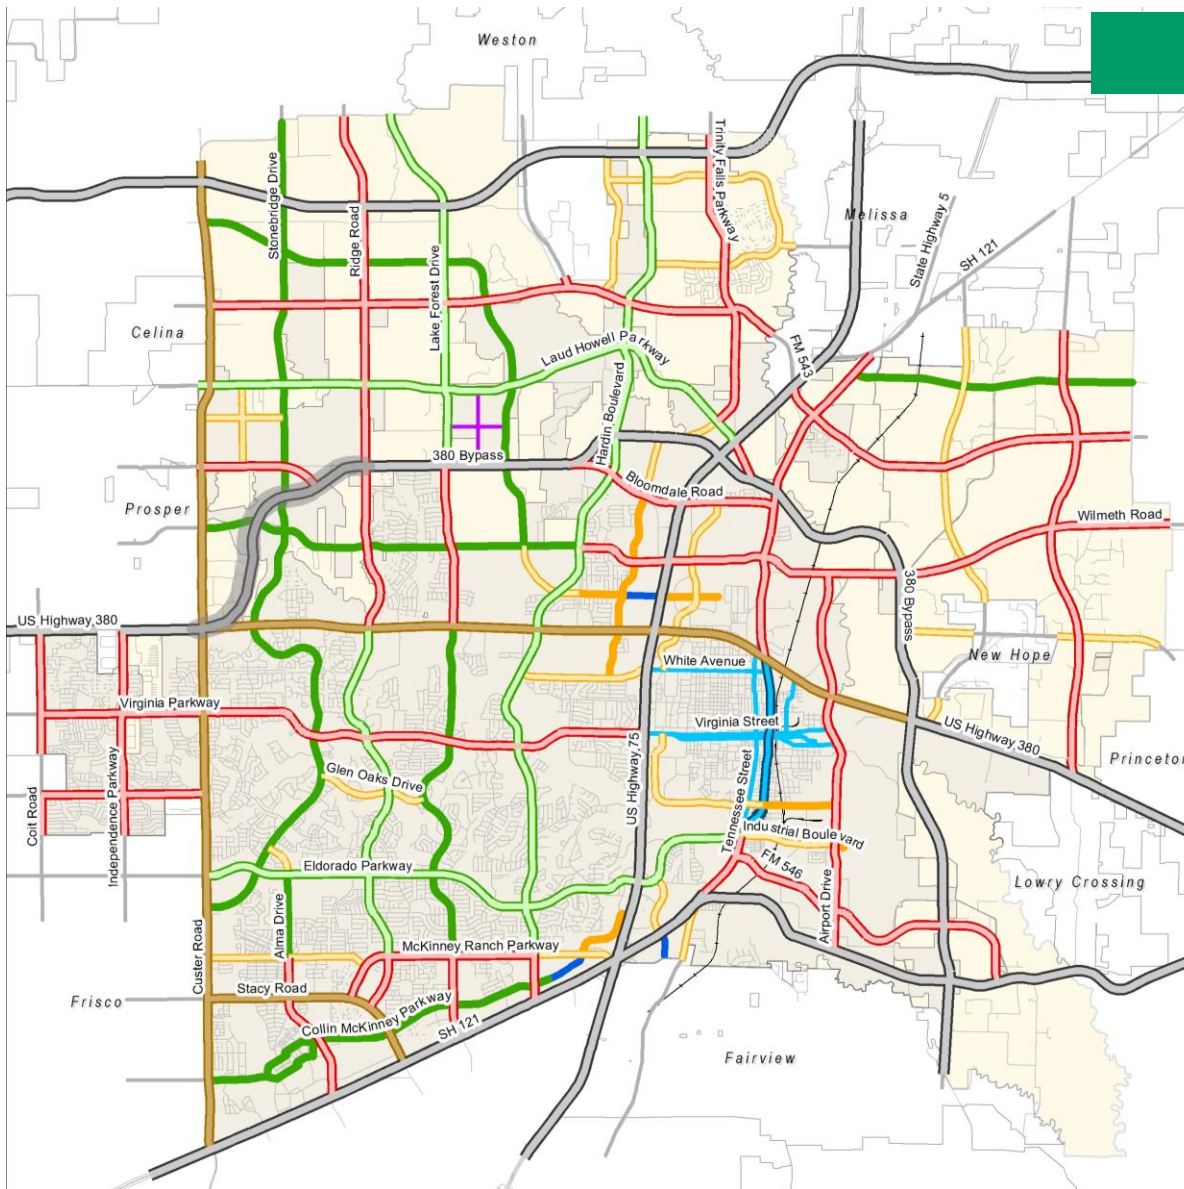 Weston
Trinity Falls Parkway
Stonebridge Drive
Ridge Road
Lake Forest Drive
Melissa
State Highway 5
SH 121
Celina
Laud Howell Parkway
FM 543
Hardin Boulevard
380 Bypass
Bloomdale Road
Prosper
Wilmeth Road
US Highway 380
380 Bypass
White Avenue
New Hope
Virginia Parkway
Virginia Street
US Highway 380
Princeton
Glen Oaks Drive
US Highway 75
Coit Road
Independence Parkway
Tennessee Street
Industrial Boulevard
Eldorado Parkway
FM 546
Lowry Crossing
Custer Road
Alma Drive
McKinney Ranch Parkway
Airport Drive
Frisco
Stacy Road
Collin McKinney Parkway
SH 121
Fairview